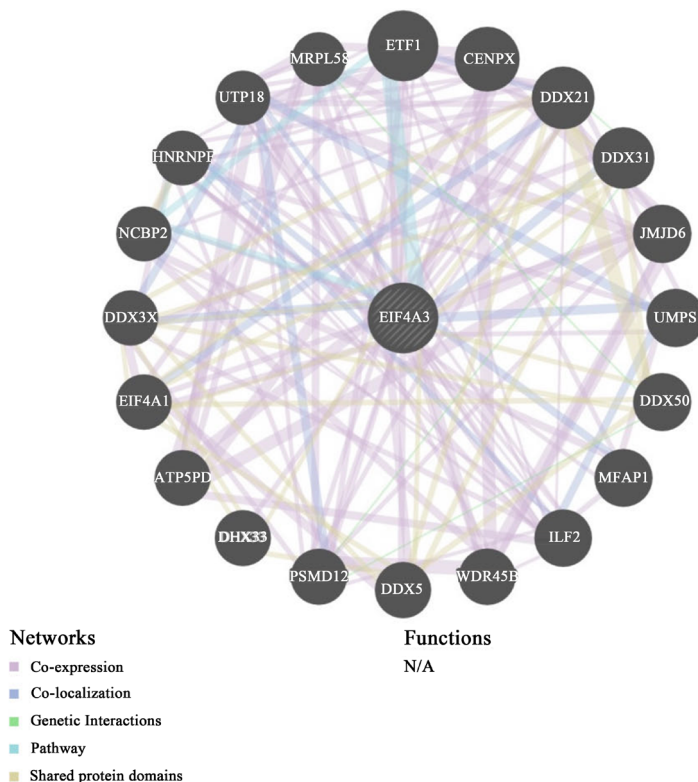 ETF1
MRPL58
CENPX
UTP18
DDX21
HNRNPF
DDX31
NCBP2
JMJD6
DDX3X
EIF4A3
UMPS
EIF4A1
DDX50
ATP5PD
MFAP1
ILF2
PSMD12
DDX5
WDR45B
Networks
Functions
Co-expression
N/A
Co-localization
Genetic Interactions
Pathway
Shared protein domains